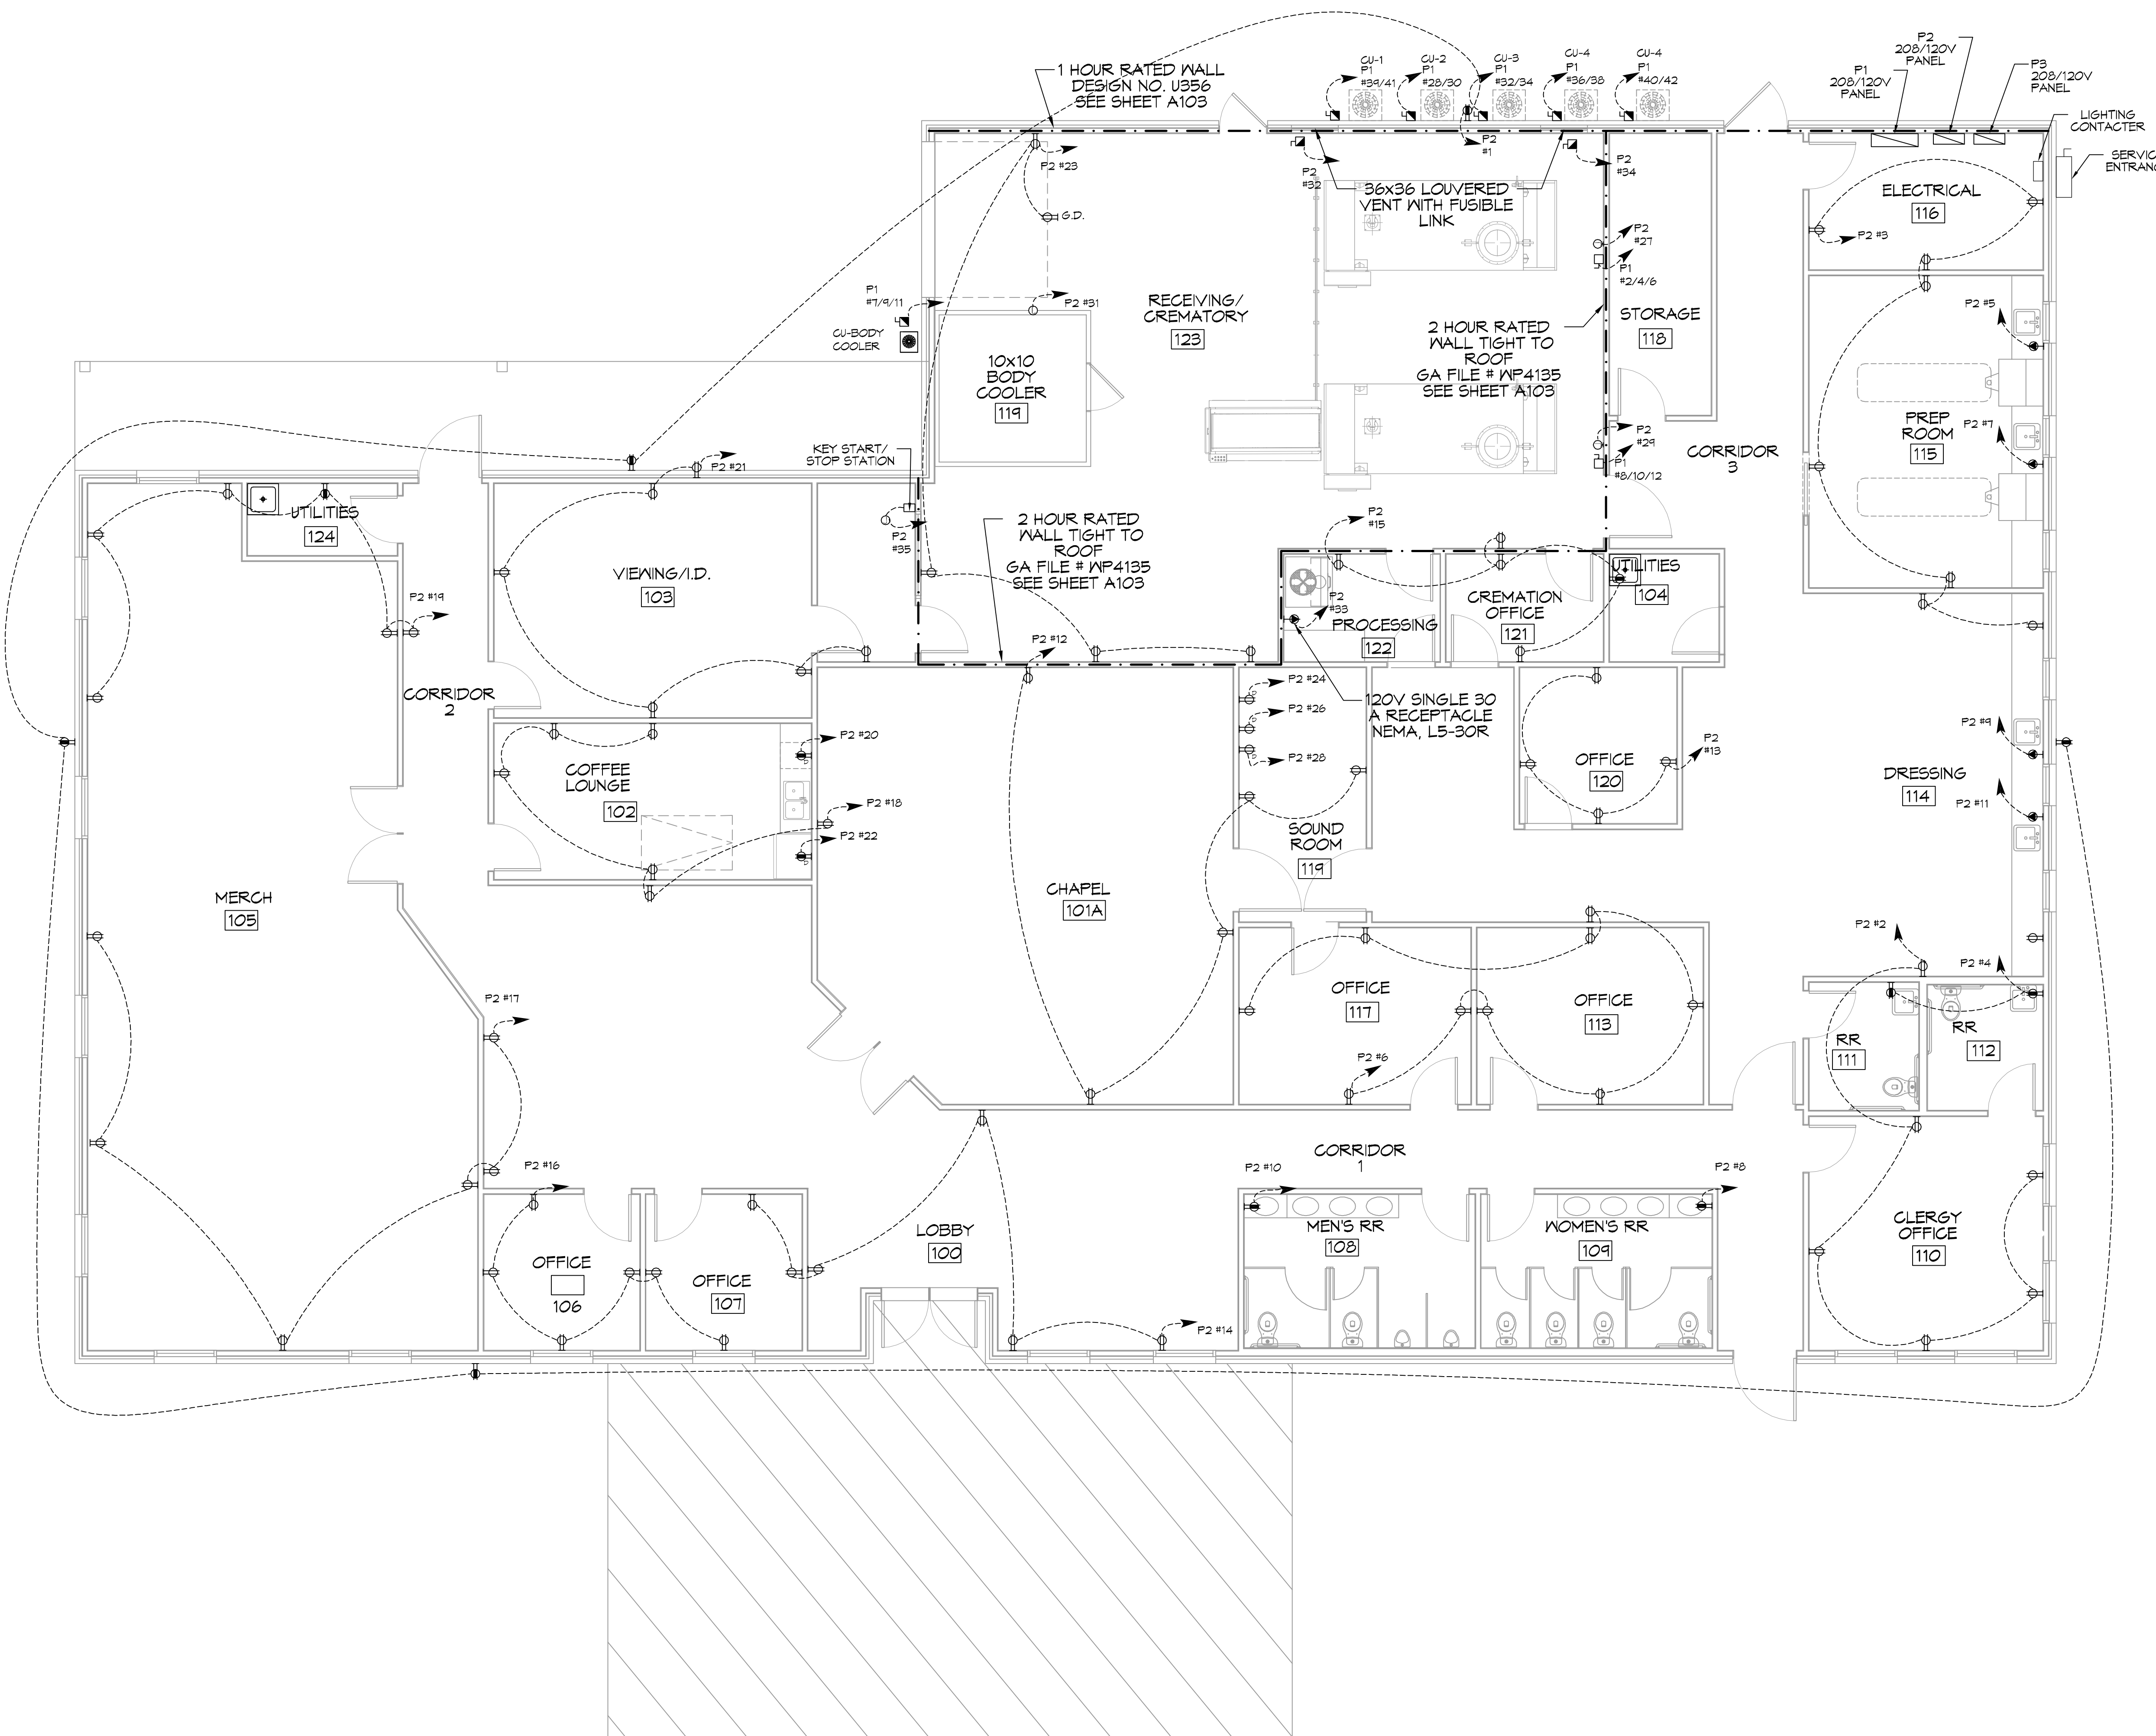 1 HOUR RATED WALL
DESIGN NO. U356
SEE SHEET A103
CU-1
P1
#39/41
CU-2
P1
#28/30
CU-3
P1
#32/34
CU-4
P1
#36/38
CU-4
P1
#40/42
P1
208/120V
PANEL
P2
208/120V
PANEL
P3
208/120V
PANEL
LIGHTING
CONTACTER
SERVIC
ENTRANC
P2 #23
G.D.
P2
#32
P2
#1
P2
#34
36x36 LOUVERED
VENT WITH FUSIBLE
LINK
P2
#27
P1
#2/4/6
ELECTRICAL
116
P2 #3
P1
#7/9/11
CU-BODY
COOLER
P2 #31
RECEIVING/
CREMATORY
123
10x10
BODY
COOLER
119
2 HOUR RATED
WALL TIGHT TO
ROOF
GA FILE # WP4135
SEE SHEET A103
STORAGE
118
P2 #5
PREP
ROOM
115
P2 #7
CORRIDOR
3
P2
#29
P1
#8/10/12
KEY START/
STOP STATION
P2 #21
UTILITIES
124
P2
#35
2 HOUR RATED
WALL TIGHT TO
ROOF
GA FILE # WP4135
SEE SHEET A103
P2
#15
VIEWING/I.D.
103
P2 #19
UTILITIES
104
CREMATION
OFFICE
121
P2
#33
PROCESSING
122
P2 #12
CORRIDOR
2
P2 #24
P2 #26
P2 #28
120V SINGLE 30
A RECEPTACLE
NEMA, L5-30R
P2
#13
OFFICE
120
P2 #9
DRESSING
114
P2 #11
COFFEE
LOUNGE
102
P2 #20
P2 #18
P2 #22
SOUND
ROOM
119
MERCH
105
CHAPEL
101A
P2 #2
P2 #4
OFFICE
117
OFFICE
113
P2 #17
RR
111
RR
112
P2 #6
CORRIDOR
1
P2 #16
P2 #10
P2 #8
LOBBY
100
MEN'S RR
108
WOMEN'S RR
109
CLERGY
OFFICE
110
OFFICE
106
OFFICE
107
P2 #14